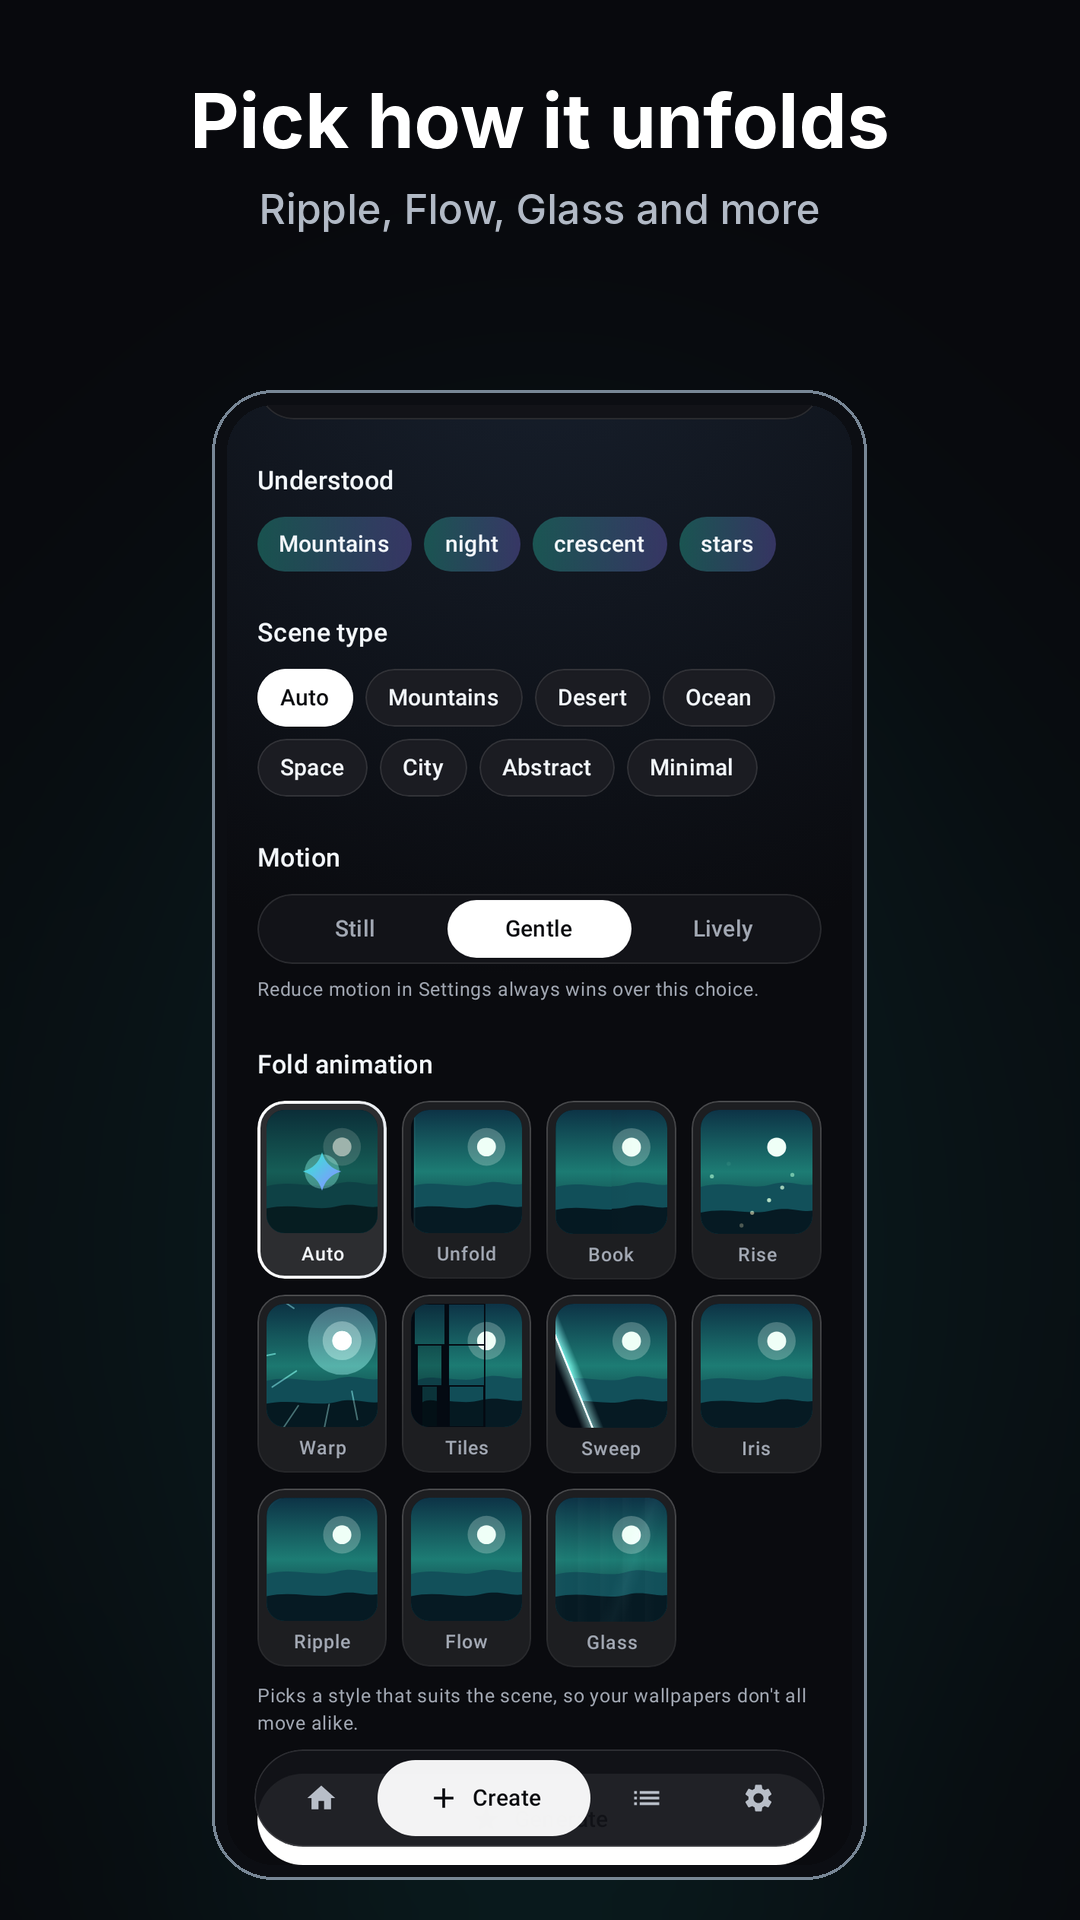 Pick how it unfolds
Ripple, Flow, Glass and more
Understood
Mountains night crescent stars
Scene type
Auto Mountains Desert Ocean
Space City Abstract Minimal
Motion
Still Gentle Lively
Reduce motion in Settings always wins over this choice.
Fold animation
Auto Unfold Book Rise
Warp Tiles Sweep Iris
Ripple Flow Glass
Picks a style that suits the scene, so your wallpapers don't all
move alike.
Create